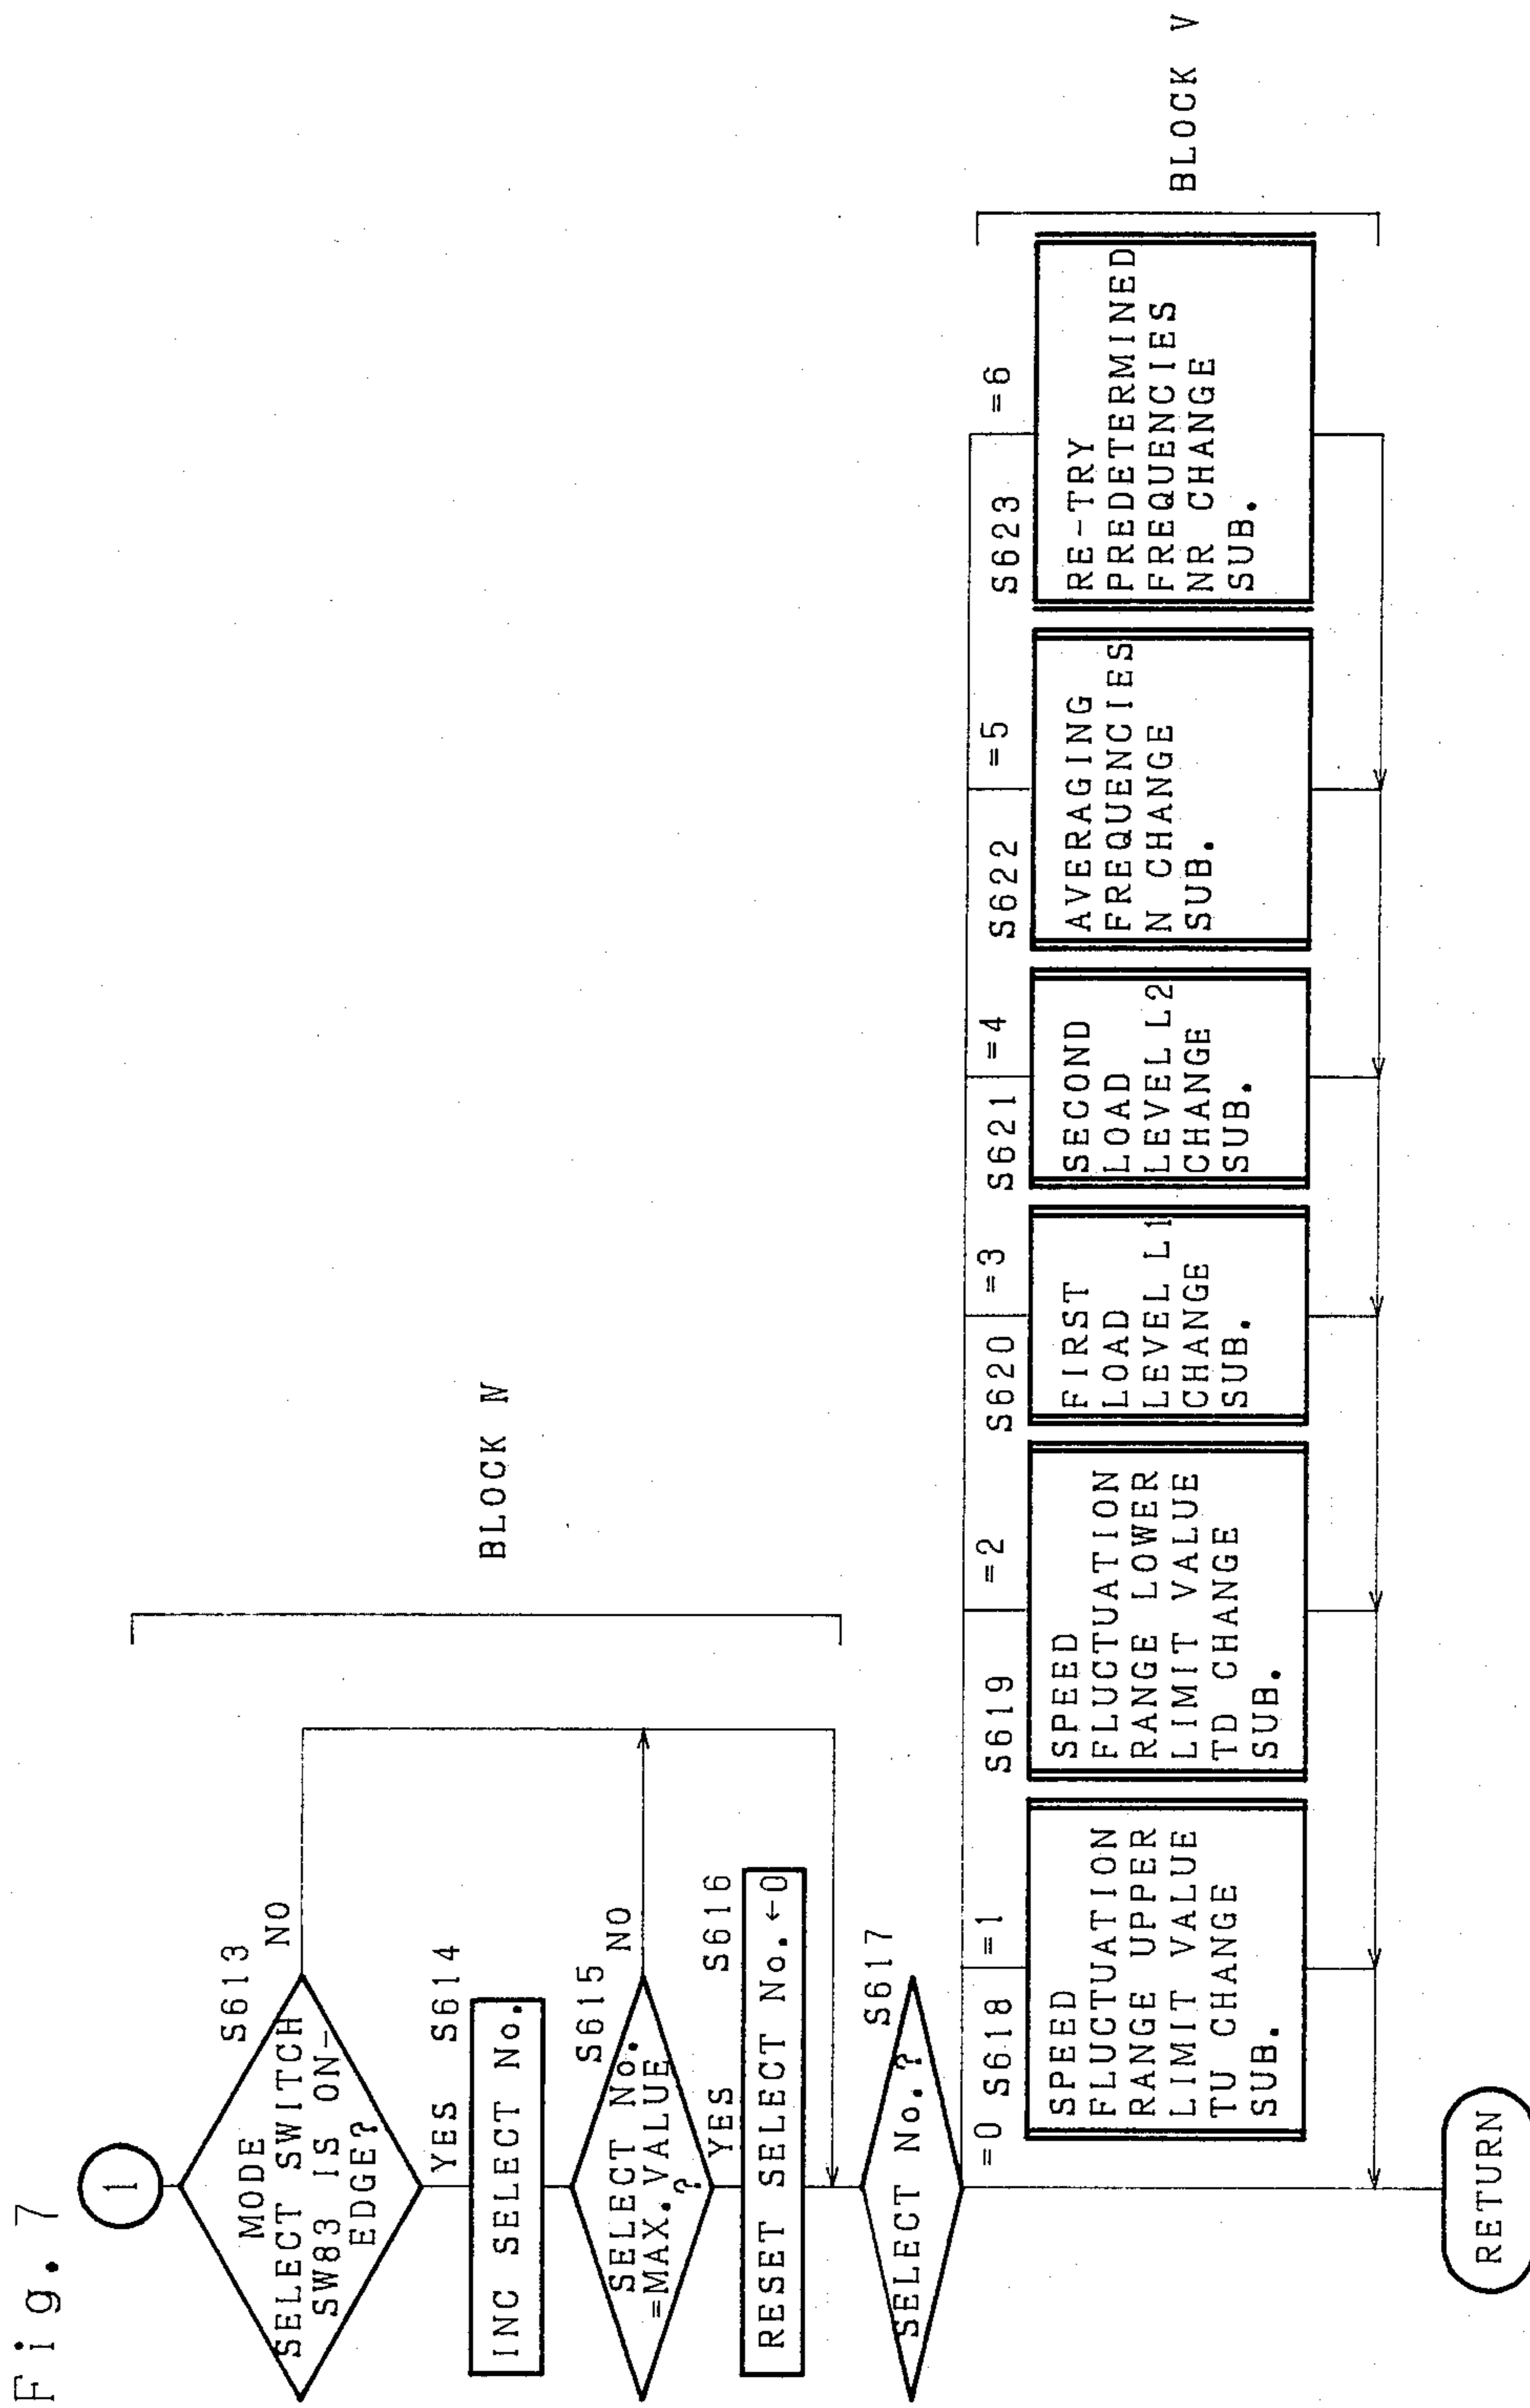 Fig. 7
1
MODE
SELECT SWITCH
SW83 IS ON-
EDGE?
S613
NO
YES
S614
INC SELECT No.
S615
SELECT No.
=MAX.VALUE
?
NO
YES
S616
RESET SELECT No.←0
S617
SELECT No.?
BLOCK IV
=0
S618
=1
SPEED
FLUCTUATION
RANGE UPPER
LIMIT VALUE
TU CHANGE
SUB.
S619
=2
SPEED
FLUCTUATION
RANGE LOWER
LIMIT VALUE
TD CHANGE
SUB.
S620
=3
FIRST
LOAD
LEVEL L1
CHANGE
SUB.
S621
=4
SECOND
LOAD
LEVEL L2
CHANGE
SUB.
S622
=5
AVERAGING
FREQUENCIES
N CHANGE
SUB.
S623
=6
RE-TRY
PREDETERMINED
FREQUENCIES
NR CHANGE
SUB.
BLOCK V
RETURN